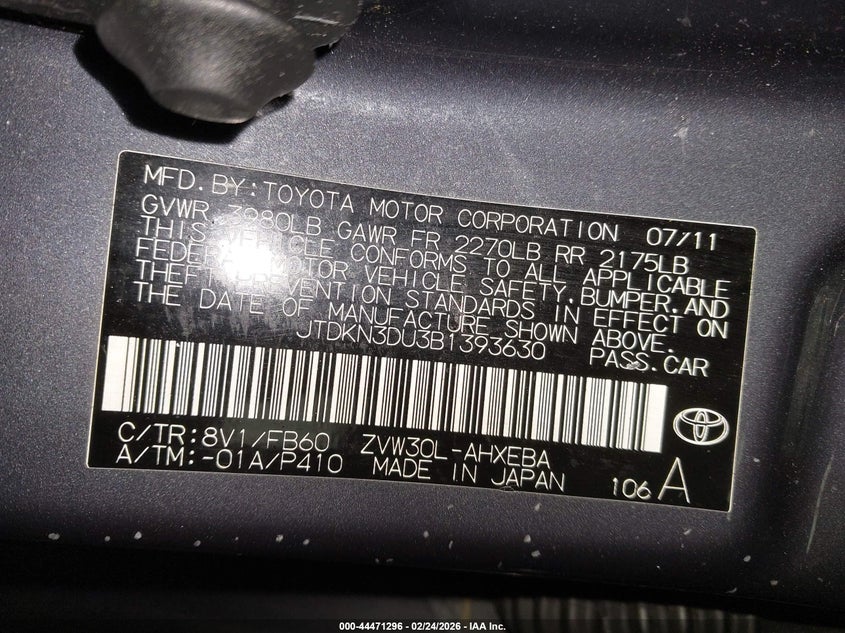 MFD. BY: TOYOTA MOTOR CORPORATION 07/11
GVWR 3980LB GAWR FR 2270LB RR 2175LB
THIS VEHICLE CONFORMS TO ALL APPLICABLE
FEDERAL MOTOR VEHICLE SAFETY, BUMPER, AND
THEFT PREVENTION STANDARDS IN EFFECT ON
THE DATE OF MANUFACTURE SHOWN ABOVE.
JTDKN3DU3B1393630 PASS. CAR
C/TR: 8V1/FB60 ZVW30L-AHXEBA
A/TM: -01A/P410 MADE IN JAPAN 106 A
000-44471296 - 02/24/2026 - IAA Inc.